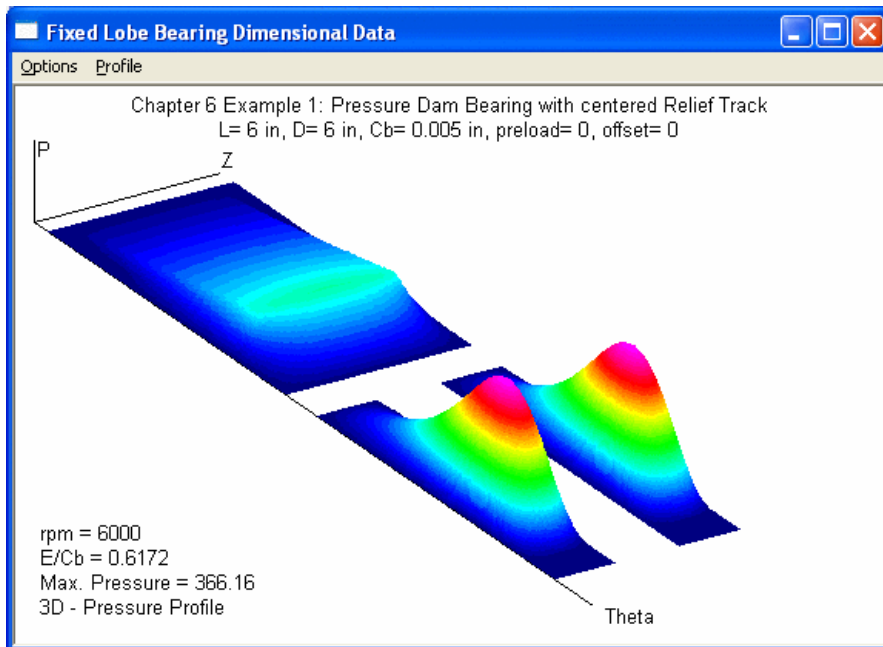 Fixed Lobe Bearing Dimensional Data
Options Profile
Chapter 6 Example 1: Pressure Dam Bearing with centered Relief Track
L= 6 in, D= 6 in, Cb= 0.005 in, preload= 0, offset= 0
P
Z
rpm = 6000
E/Cb = 0.6172
Max. Pressure = 366.16
3D - Pressure Profile
Theta